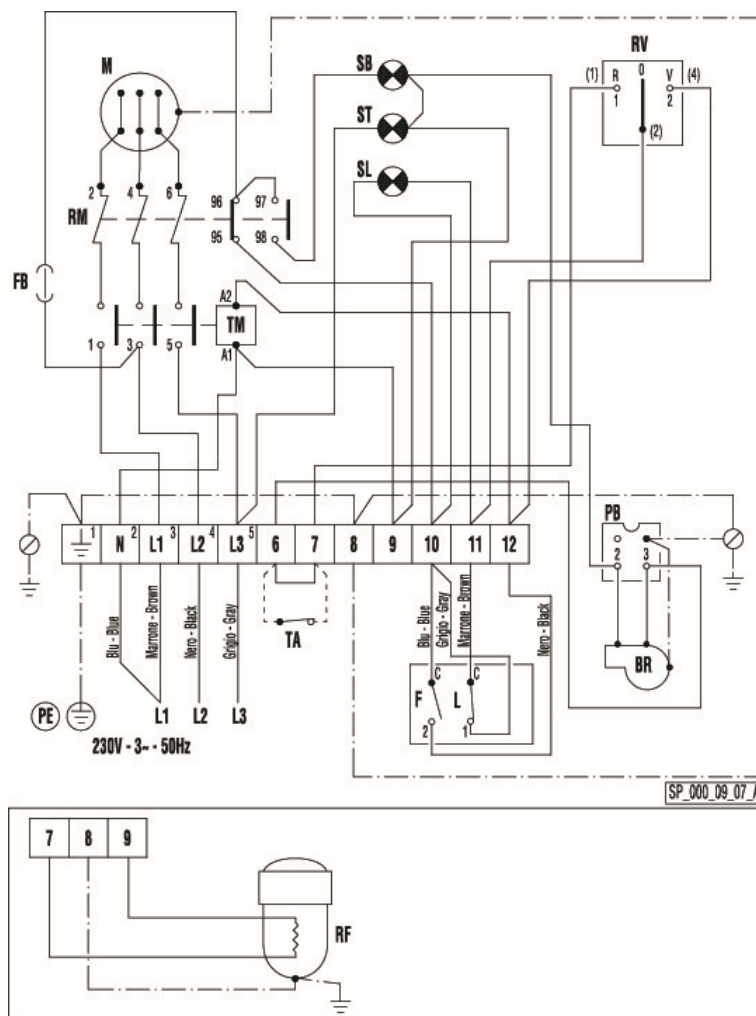 M
SB
RV
(1) R 0 V (4)
1 2
ST
(2)
SL
2 4 6
96 97
RM
95 98
FB
A2
TM
1 3 5
A1
PB
1 N 2 L1 3 L2 4 L3 5 6 7 8 9 10 11 12
2 3
Blu - Blue
Marrone - Brown
Nero - Black
Grigio - Gray
TA
Blu - Blue
Grigio - Gray
Marrone - Brown
Nero - Black
BR
C C
F L
2 1
PE
L1 L2 L3
230V - 3~ - 50Hz
SP_000_09_07_A
7 8 9
RF